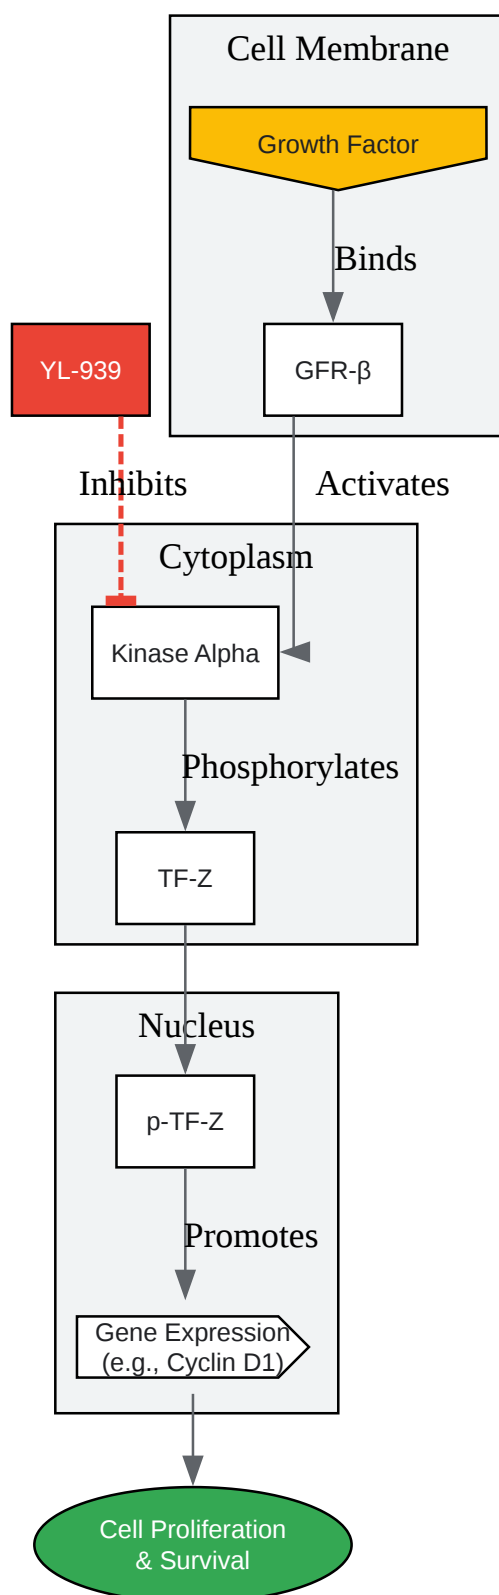 Cell Membrane
Growth Factor
Binds
YL-939
GFR-β
Inhibits
Activates
Cytoplasm
Kinase Alpha
Phosphorylates
TF-Z
Nucleus
p-TF-Z
Promotes
Gene Expression
(e.g., Cyclin D1)
Cell Proliferation
& Survival